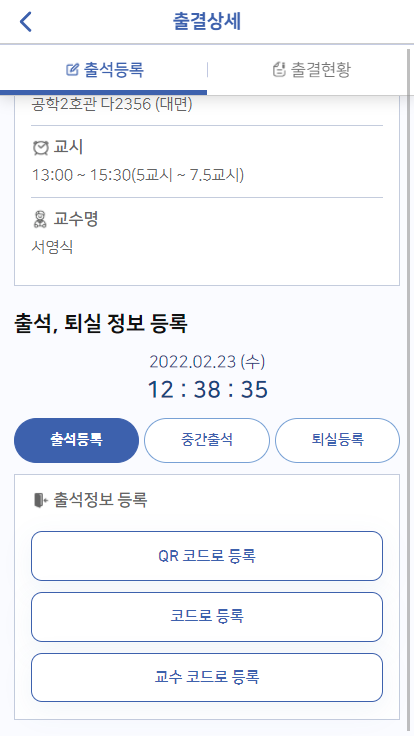 출결상세
출석등록
출결현황
공학2호관 다2356 (대면)
교시
13:00 ~ 15:30(5교시 ~ 7.5교시)
교수명
서영식
출석, 퇴실 정보 등록
2022.02.23 (수)
12 : 38 : 35
출석등록
중간출석
퇴실등록
출석정보 등록
QR 코드로 등록
코드로 등록
교수 코드로 등록